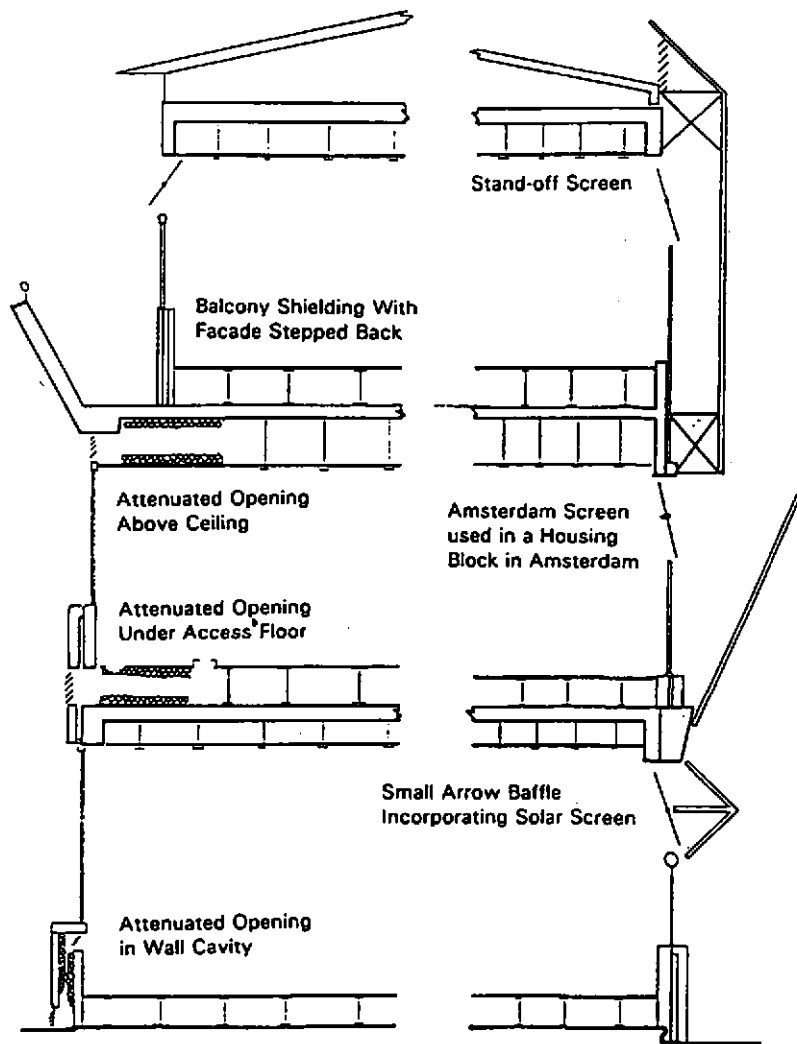 Stand-off Screen
Balcony Shielding With
Facade Stepped Back
Attenuated Opening
Above Ceiling
Amsterdam Screen
used in a Housing
Block in Amsterdam
Attenuated Opening
Under Access Floor
Small Arrow Baffle
Incorporating Solar Screen
Attenuated Opening
in Wall Cavity